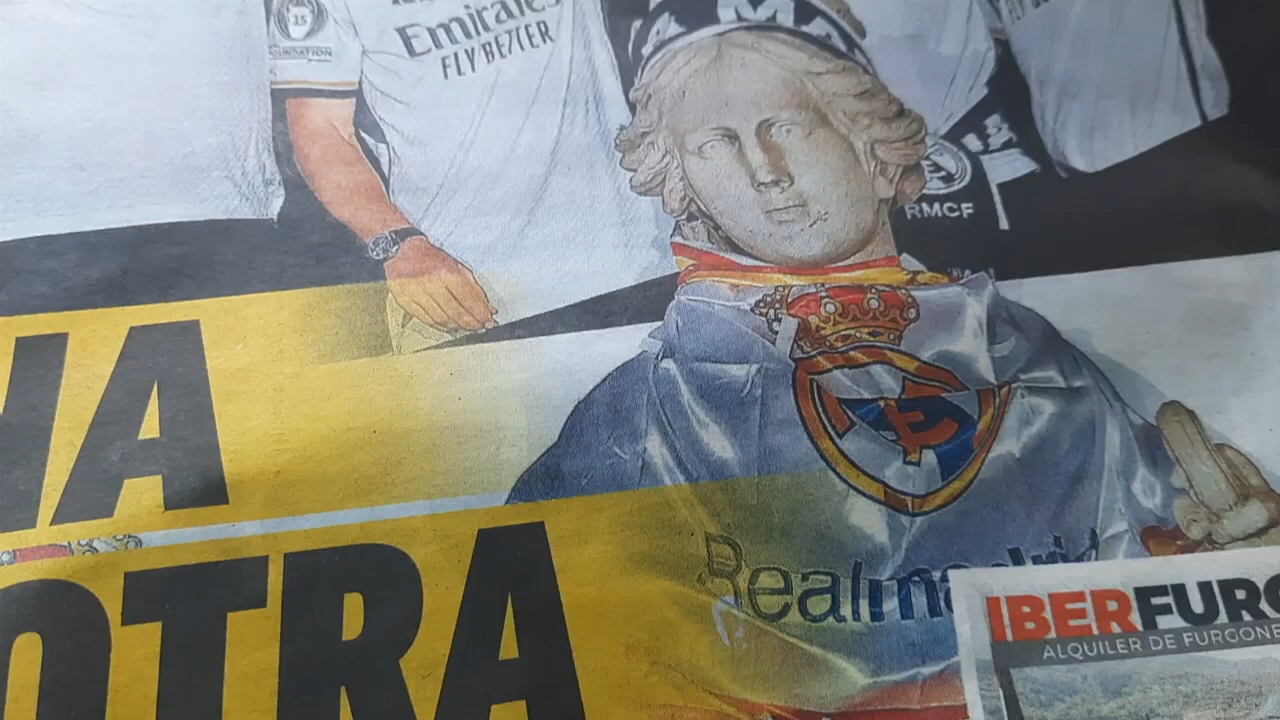 15
FOUNDATION
Emirates
FLY BETTER
RMCF
NA
OTRA
Realmadrid
IBERFURG
ALQUILER DE FURGONE